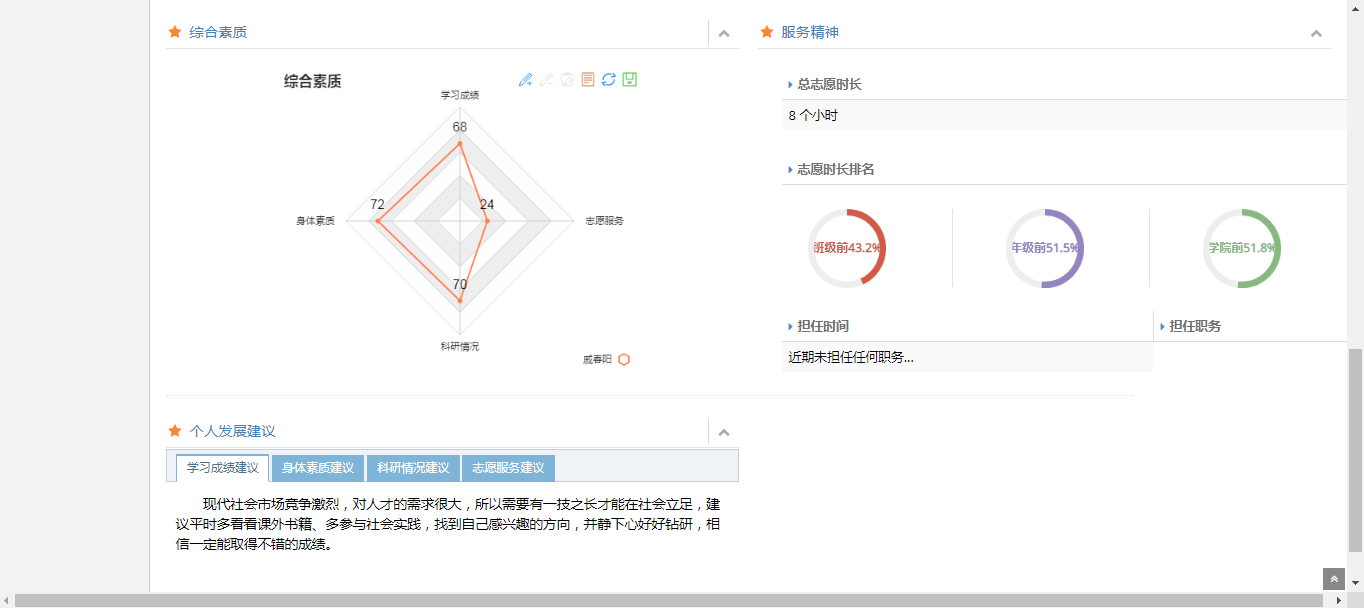 综合素质
综合素质
学习成绩
68
72
24
身体素质
志愿服务
70
科研情况
戚春阳
服务精神
总志愿时长
8 个小时
志愿时长排名
班级前43.2%
年级前51.5%
学院前51.8%
担任时间
担任职务
近期未担任任何职务...
个人发展建议
学习成绩建议
身体素质建议
科研情况建议
志愿服务建议
现代社会市场竞争激烈，对人才的需求很大，所以需要有一技之长才能在社会立足，建
议平时多看看课外书籍、多参与社会实践，找到自己感兴趣的方向，并静下心好好钻研，相
信一定能取得不错的成绩。